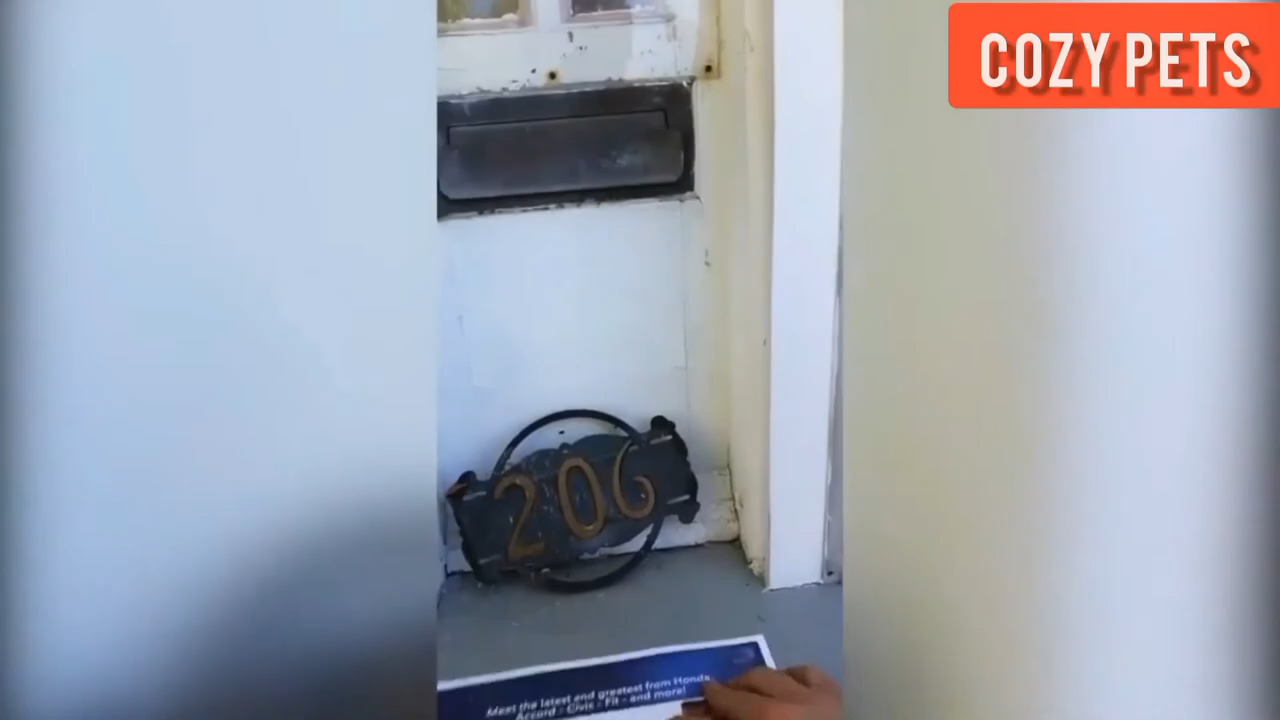 COZY PETS
206
Meet the latest and greatest from Honda
Accord - Civic - Fit - and more!